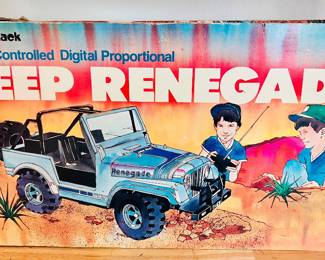 ack
Controlled Digital Proportional
EEP RENEGAD
Renegade